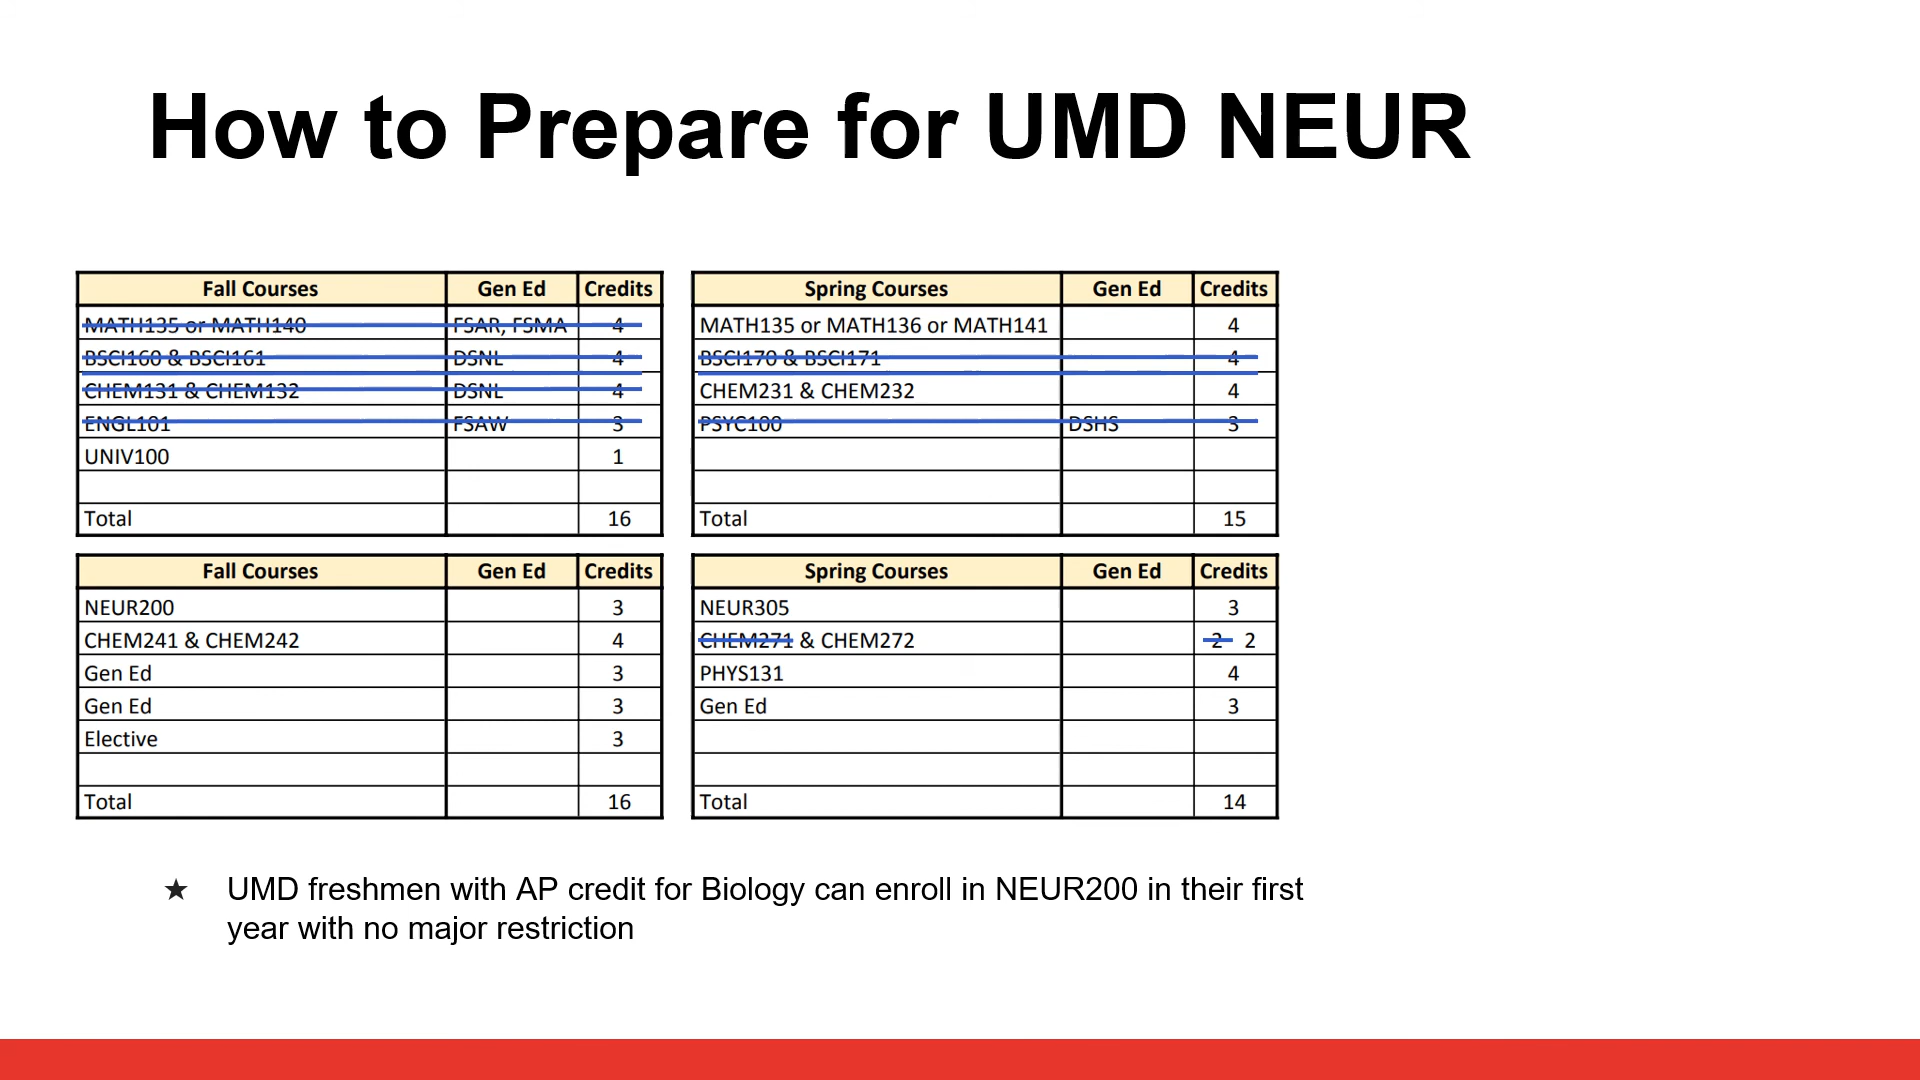 How to Prepare for UMD NEUR
Fall Courses Gen Ed Credits
MATH135 or MATH140 FSAR, FSMA 4
BSCI160 & BSCI161 DSNL 4
CHEM131 & CHEM132 DSNL 4
ENGL101 FSAW 3
UNIV100 1
Total 16
Spring Courses Gen Ed Credits
MATH135 or MATH136 or MATH141 4
BSCI170 & BSCI171 4
CHEM231 & CHEM232 4
PSYC100 DSHS 3
Total 15
Fall Courses Gen Ed Credits
NEUR200 3
CHEM241 & CHEM242 4
Gen Ed 3
Gen Ed 3
Elective 3
Total 16
Spring Courses Gen Ed Credits
NEUR305 3
CHEM271 & CHEM272 2 2
PHYS131 4
Gen Ed 3
Total 14
★ UMD freshmen with AP credit for Biology can enroll in NEUR200 in their first
year with no major restriction